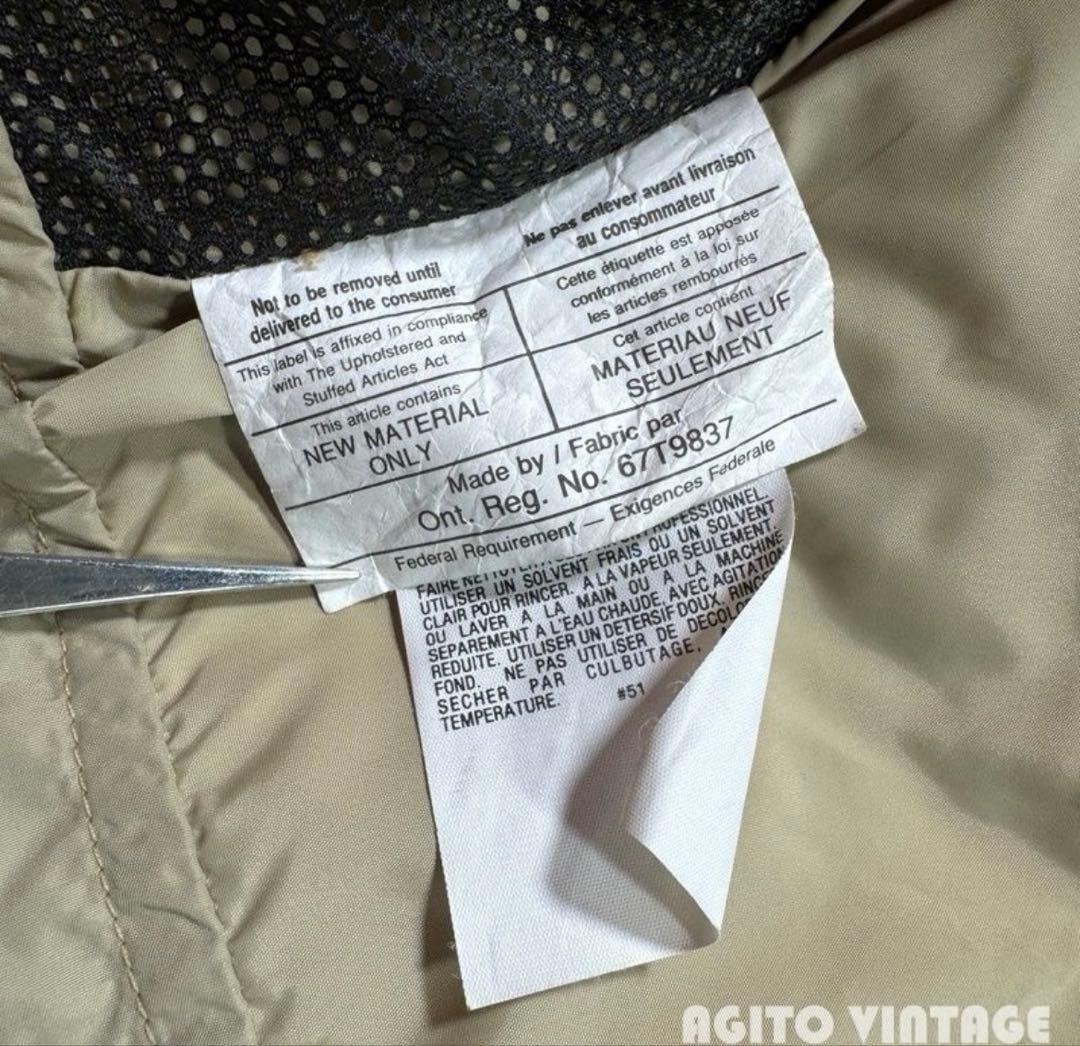 Not to be removed until
delivered to the consumer
This label is affixed in compliance
with The Upholstered and
Stuffed Articles Act
This article contains
NEW MATERIAL
ONLY
Ne pas enlever avant livraison
au consommateur
Cette étiquette est apposée
conformément à la loi sur
les articles rembourrés
Cet article contient
MATERIAU NEUF
SEULEMENT
Made by / Fabric par
Ont. Reg. No. 67T9837
Federal Requirement — Exigences Féderale
FAIRE
UTILISER UN SOLVENT FRAIS OU UN SOLVENT
CLAIR POUR RINCER. A LA VAPEUR SEULEMENT.
OU LAVER A LA MAIN OU A LA MACHINE
SEPAREMENT A L'EAU CHAUDE, AVEC AGITATION
REDUITE. UTILISER UN DETERSIF DOUX.
FOND. NE PAS UTILISER DE
SECHER PAR CULBUTAGE,
TEMPERATURE. #51
AGITO VINTAGE